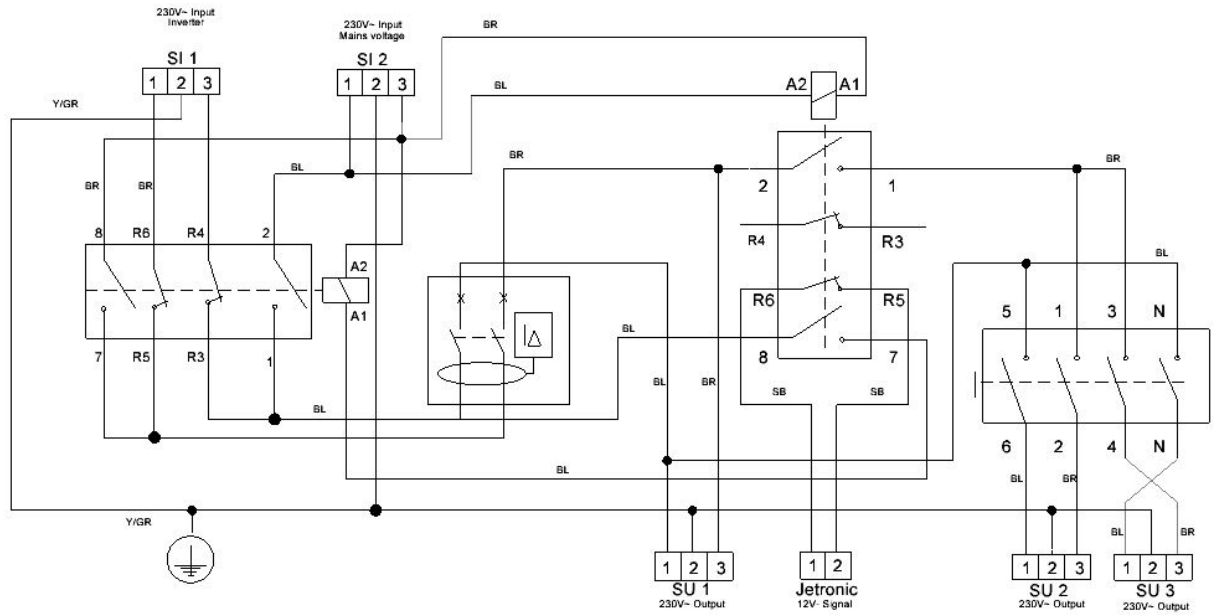 230V~ Input
Inverter
SI 1
1 2 3
230V~ Input
Mains voltage
SI 2
1 2 3
BR
BL
A2 A1
Y/GR
BR
BR
BL
BR
BR
8 R6 R4 2
A2
A1
7 R5 R3 1
BL
BL
BL
BL
BR
I∆
2 1
R4 R3
R6 R5
8 7
SB SB
BL
5 1 3 N
6 2 4 N
BL BR
BL BR
Y/GR
1 2 3
SU 1
230V~ Output
1 2
Jetronic
12V- Signal
1 2 3
SU 2
230V~ Output
1 2 3
SU 3
230V~ Output